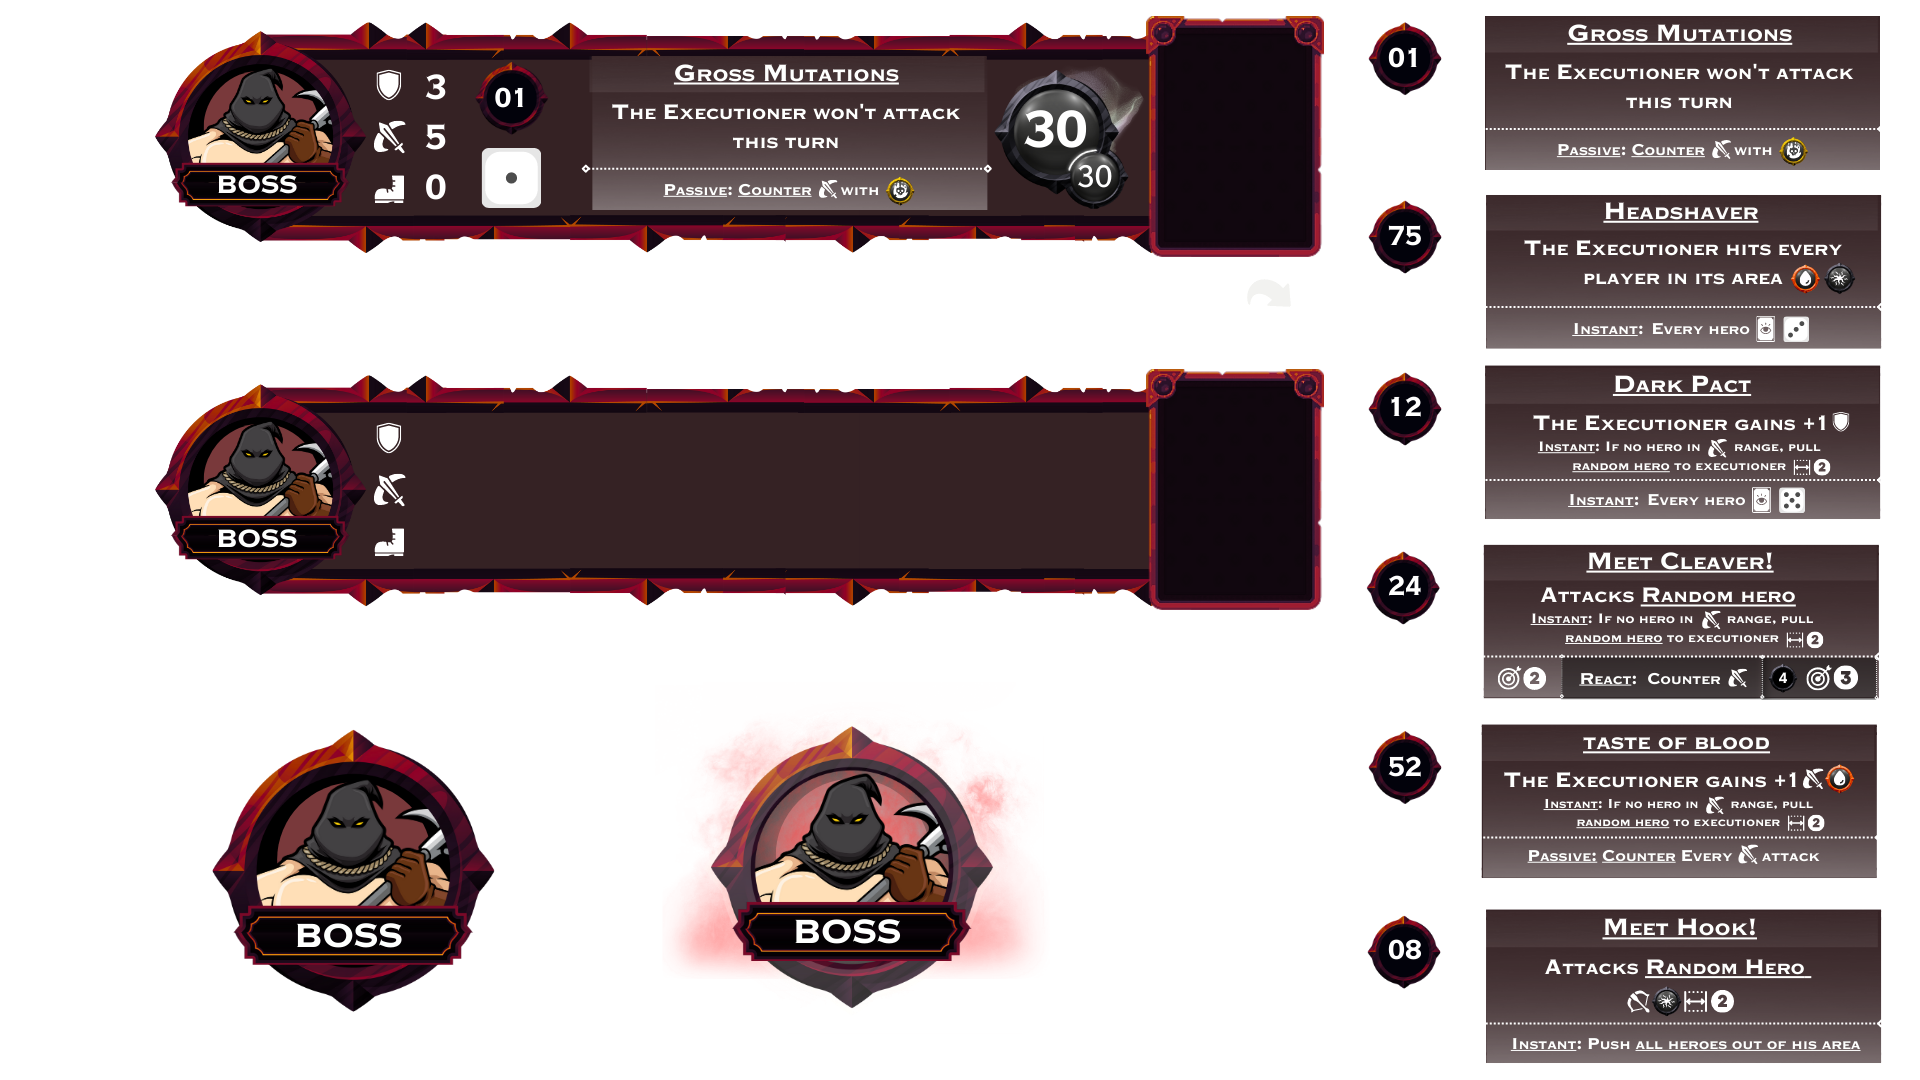 3
5
0
01
BOSS
Gross Mutations
The Executioner won't attack
this turn
Passive: Counter with
30
30
BOSS
BOSS
BOSS
01
Gross Mutations
The Executioner won't attack
this turn
Passive: Counter with
75
Headshaver
The Executioner hits every
player in its area
Instant: Every hero
12
Dark Pact
The Executioner gains +1
Instant: If no hero in range, pull
random hero to executioner 2
Instant: Every hero
24
Meet Cleaver!
Attacks Random hero
Instant: If no hero in range, pull
random hero to executioner 2
2 React: Counter 4 3
52
taste of blood
The Executioner gains +1
Instant: If no hero in range, pull
random hero to executioner 2
Passive: Counter Every attack
08
Meet Hook!
Attacks Random Hero
2
Instant: Push all heroes out of his area